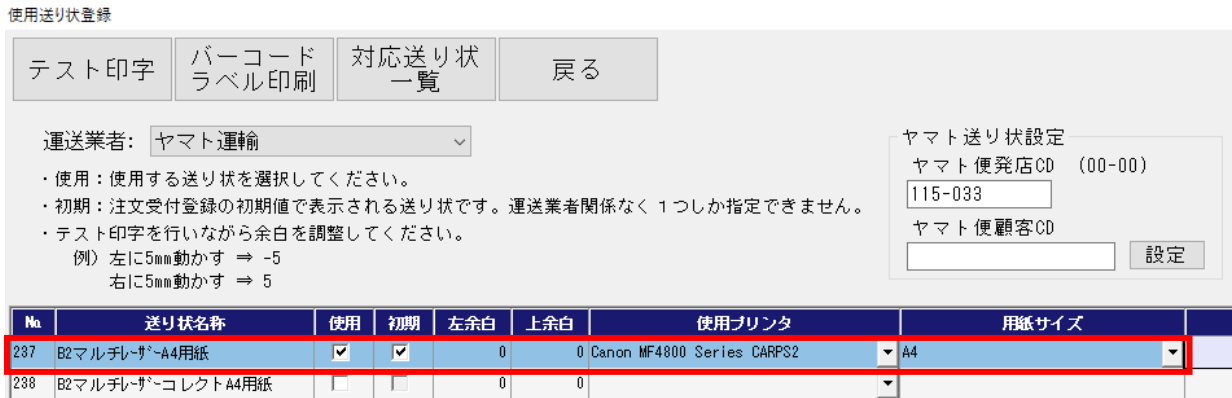 使用送り状登録
テスト印字
バーコード
ラベル印刷
対応送り状
一覧
戻る
運送業者: ヤマト運輸
・使用：使用する送り状を選択してください。
・初期：注文受付登録の初期値で表示される送り状です。運送業者関係なく１つしか指定できません。
・テスト印字を行いながら余白を調整してください。
例）左に5mm動かす ⇒ -5
右に5mm動かす ⇒ 5
ヤマト送り状設定
ヤマト便発店CD (00-00)
115-033
ヤマト便顧客CD
設定
No. 送り状名称 使用 初期 左余白 上余白 使用プリンタ 用紙サイズ
237 B2マルチﾚｰｻﾞｰA4用紙 0 0 Canon MF4800 Series CARPS2 A4
238 B2マルチﾚｰｻﾞｰコレクトA4用紙 0 0